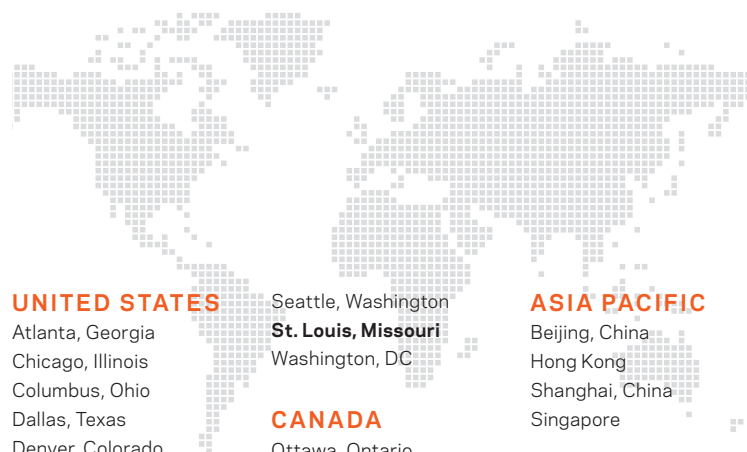 UNITED STATES
Atlanta, Georgia
Chicago, Illinois
Columbus, Ohio
Dallas, Texas
Denver, Colorado
Seattle, Washington
St. Louis, Missouri
Washington, DC
CANADA
Ottawa, Ontario
ASIA PACIFIC
Beijing, China
Hong Kong
Shanghai, China
Singapore